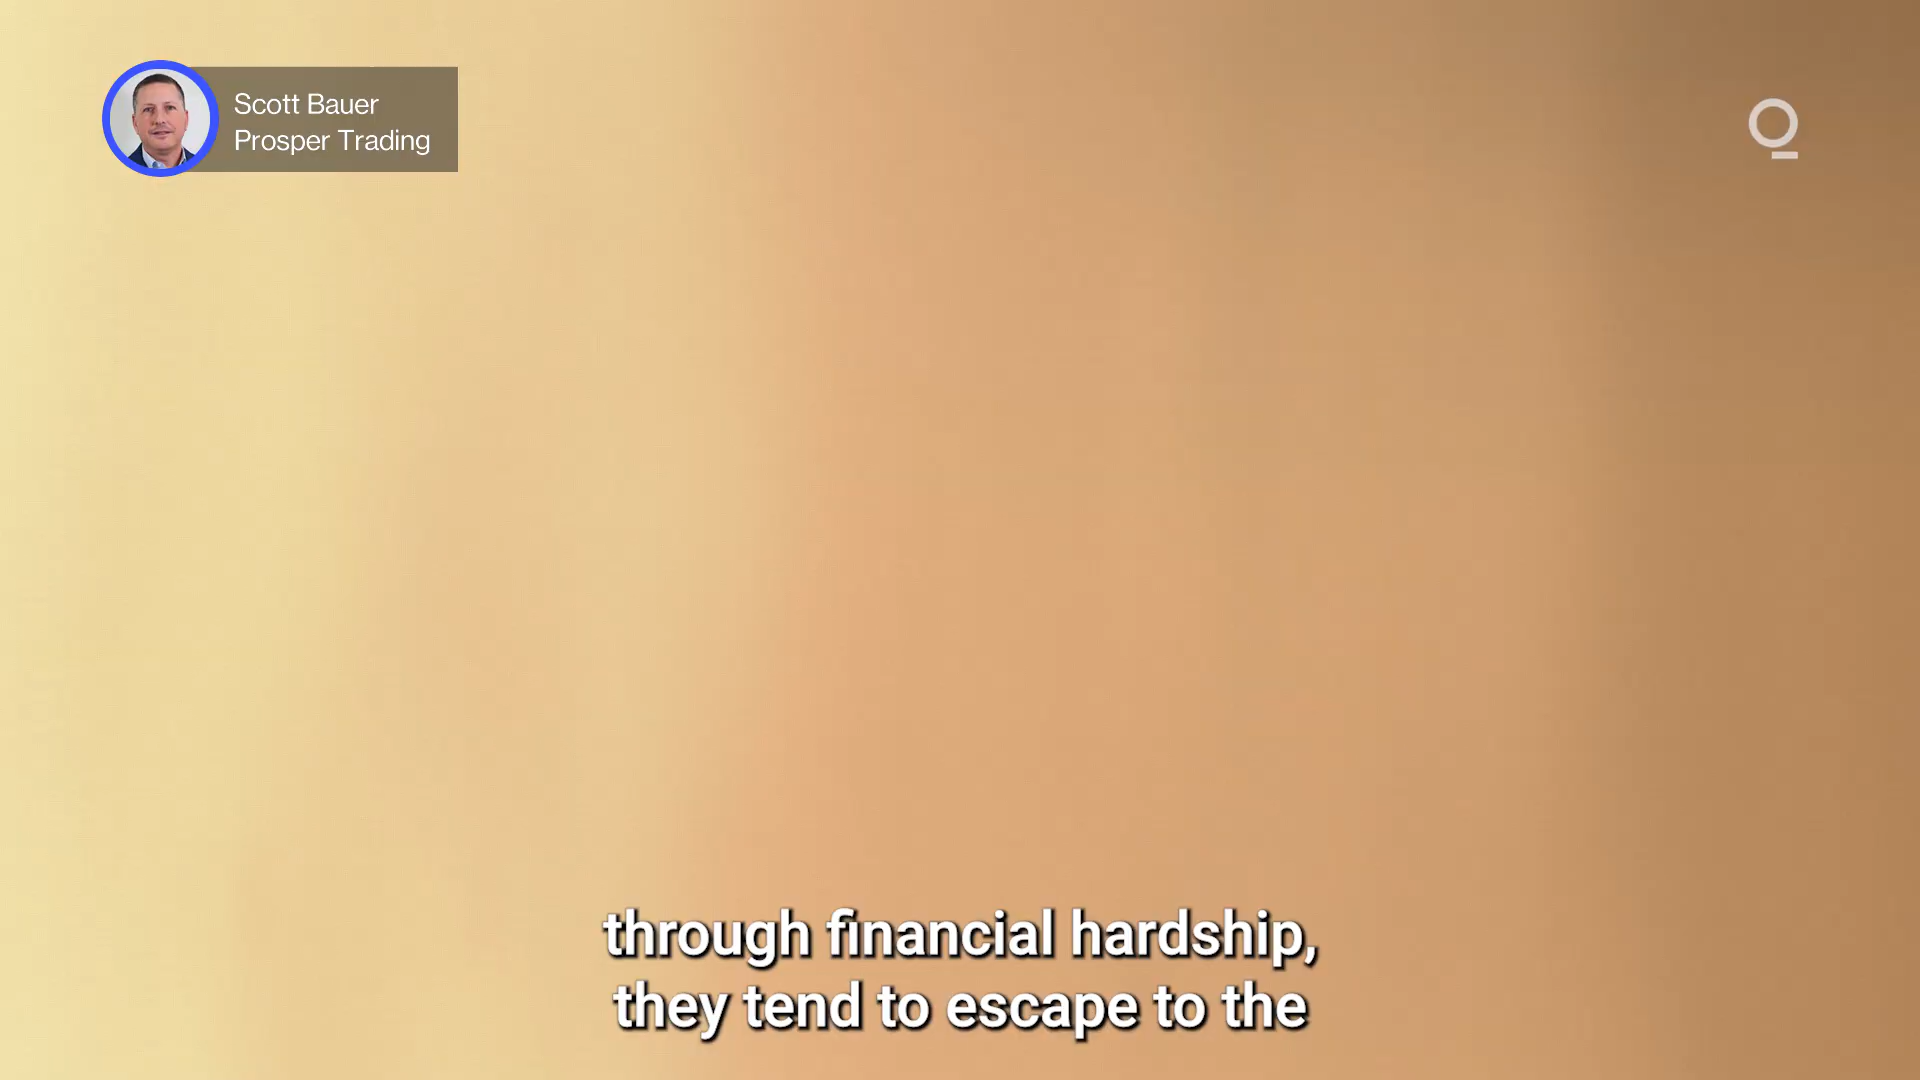 Scott Bauer
Prosper Trading
through financial hardship,
they tend to escape to the